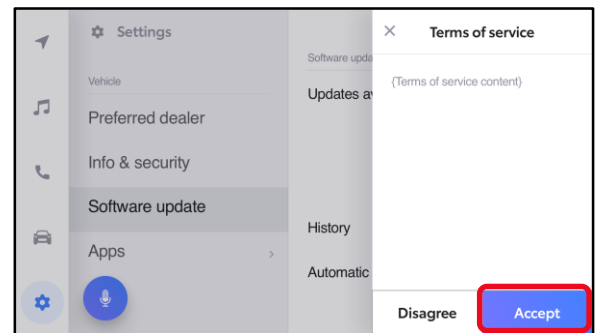 Settings
Vehicle
Preferred dealer
Info & security
Software update
Apps
Software upda
Updates av
History
Automatic
Terms of service
{Terms of service content}
Disagree
Accept